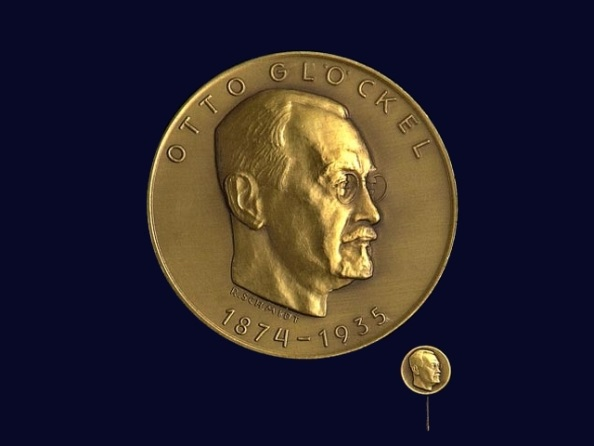 OTTO GLÖCKEL
R. SCHMIDT
1874-1935